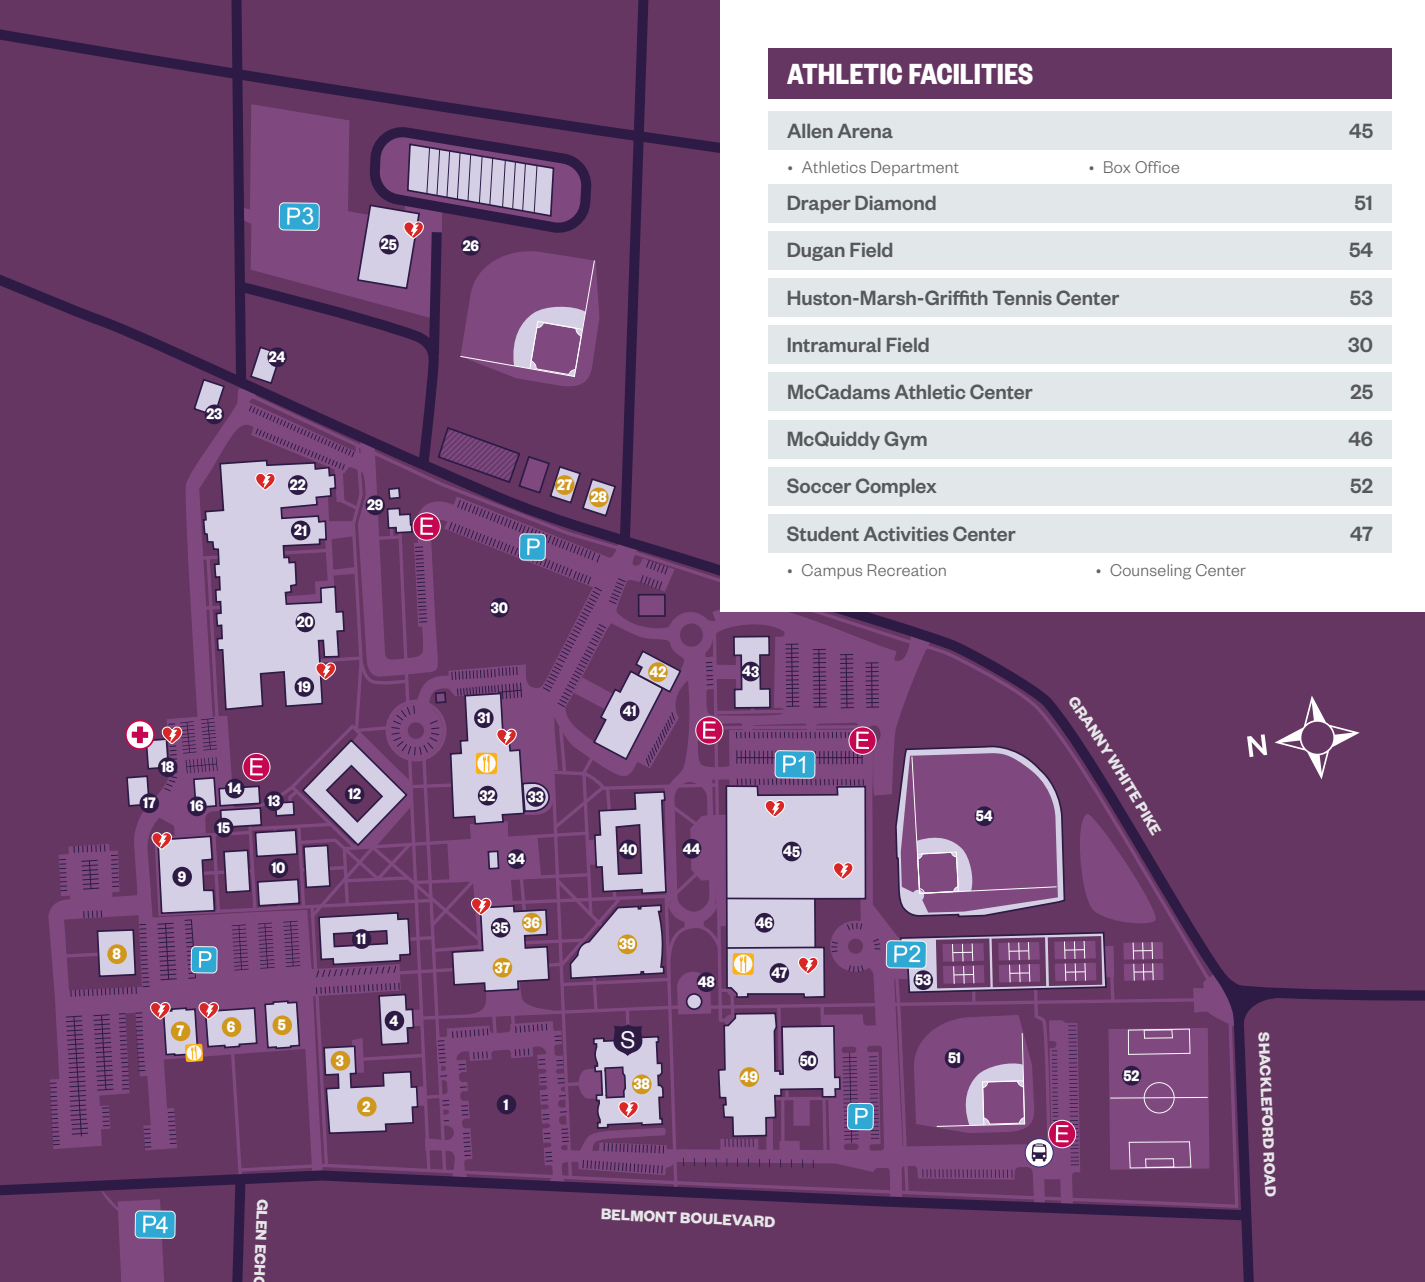 ATHLETIC FACILITIES
Allen Arena 45
• Athletics Department • Box Office
Draper Diamond 51
Dugan Field 54
Huston-Marsh-Griffith Tennis Center 53
Intramural Field 30
McCadams Athletic Center 25
McQuiddy Gym 46
Soccer Complex 52
Student Activities Center 47
• Campus Recreation • Counseling Center
P3
25
26
24
23
27
28
22
29
E
21
P
30
20
19
42
43
41
31
E
E
GRANNY WHITE PIKE
N
18
E
P1
17
16
14
13
12
32
33
15
54
9
10
34
40
44
45
11
35
36
46
8
P
37
39
47
P2
53
48
7
6
5
4
S
3
2
1
38
49
50
51
52
P
E
SHACKLEFORD ROAD
P4
GLEN ECHO
BELMONT BOULEVARD